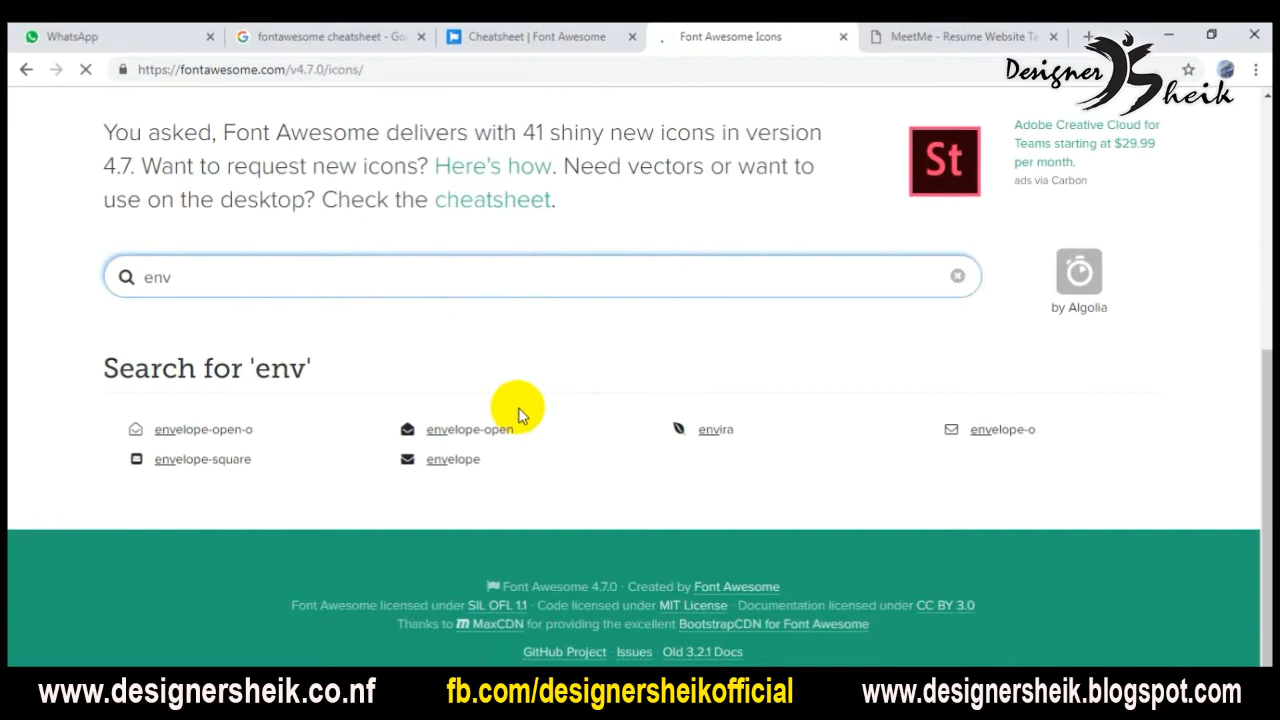 WhatsApp
fontawesome cheatsheet - Go
Cheatsheet | Font Awesome
Font Awesome Icons
MeetMe - Resume Website Te
https://fontawesome.com/v4.7.0/icons/
Designer
Sheik
You asked, Font Awesome delivers with 41 shiny new icons in version
4.7. Want to request new icons? Here's how. Need vectors or want to
use on the desktop? Check the cheatsheet.
St
Adobe Creative Cloud for
Teams starting at $29.99
per month.
ads via Carbon
env
by Algolia
Search for 'env'
envelope-open-o
envelope-open
envira
envelope-o
envelope-square
envelope
Font Awesome 4.7.0 · Created by Font Awesome
Font Awesome licensed under SIL OFL 1.1 · Code licensed under MIT License · Documentation licensed under CC BY 3.0
Thanks to MaxCDN for providing the excellent BootstrapCDN for Font Awesome
GitHub Project Issues Old 3.2.1 Docs
www.designersheik.co.nf
fb.com/designersheikofficial
www.designersheik.blogspot.com